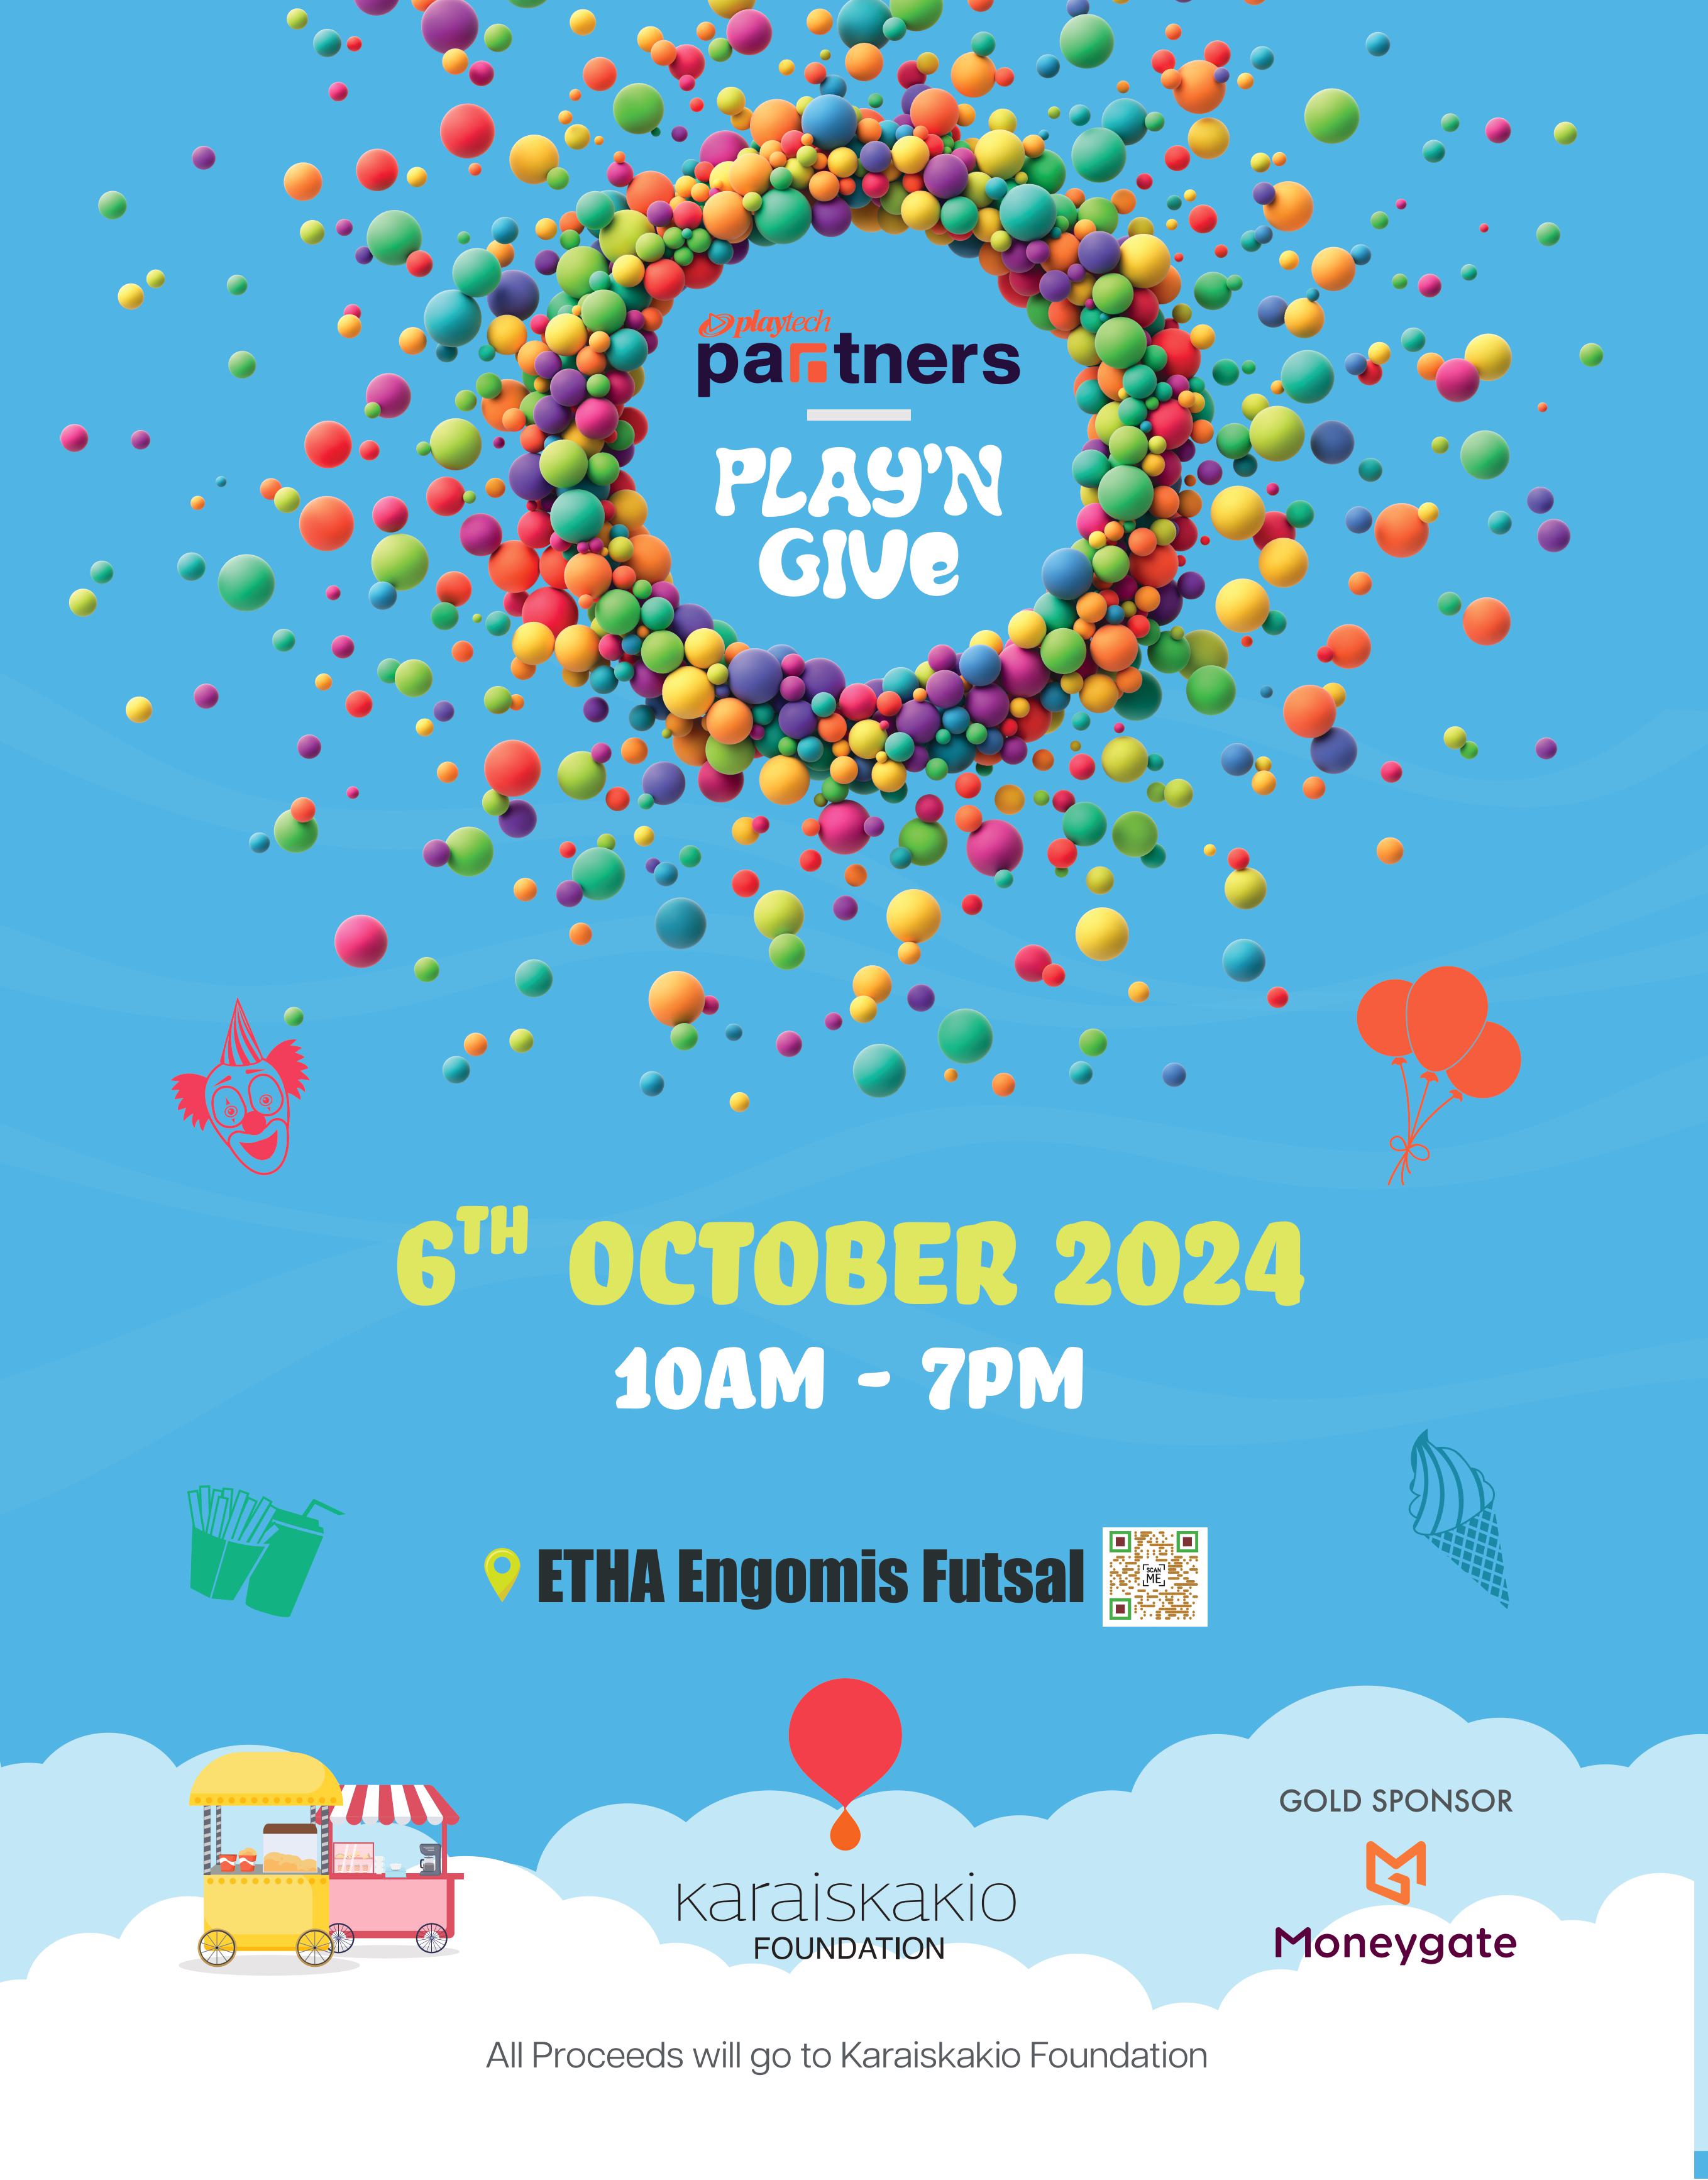 playtech
partners
PLAY'N
GIVe
6TH OCTOBER 2024
10AM - 7PM
ETHA Engomis Futsal
SCAN
ME
karaiskakio
FOUNDATION
GOLD SPONSOR
Moneygate
All Proceeds will go to Karaiskakio Foundation